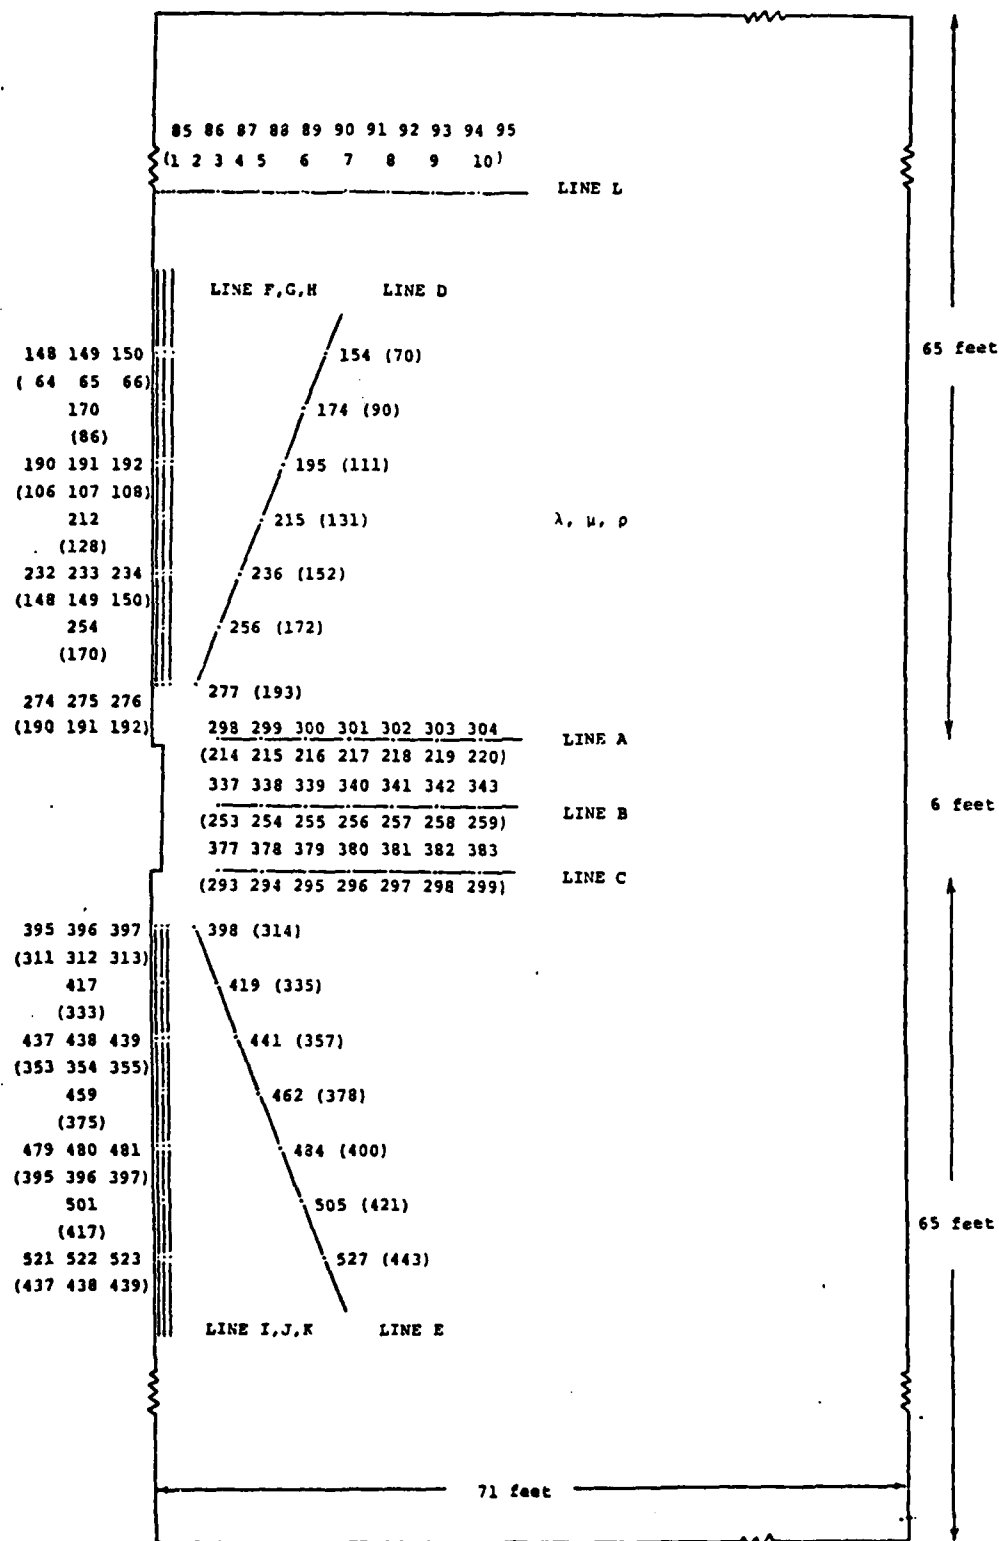 85 86 87 88 89 90 91 92 93 94 95
(1 2 3 4 5 6 7 8 9 10)
LINE L
LINE F,G,H LINE D
148 149 150
154 (70)
65 feet
( 64 65 66)
170
174 (90)
(86)
190 191 192
195 (111)
(106 107 108)
212
215 (131)
λ, μ, ρ
(128)
232 233 234
236 (152)
(148 149 150)
254
256 (172)
(170)
277 (193)
274 275 276
(190 191 192)
298 299 300 301 302 303 304
LINE A
(214 215 216 217 218 219 220)
337 338 339 340 341 342 343
6 feet
LINE B
(253 254 255 256 257 258 259)
377 378 379 380 381 382 383
LINE C
(293 294 295 296 297 298 299)
395 396 397
398 (314)
(311 312 313)
417
419 (335)
(333)
437 438 439
441 (357)
(353 354 355)
459
462 (378)
(375)
479 480 481
484 (400)
(395 396 397)
501
505 (421)
(417)
65 feet
521 522 523
527 (443)
(437 438 439)
LINE I,J,K LINE E
71 feet